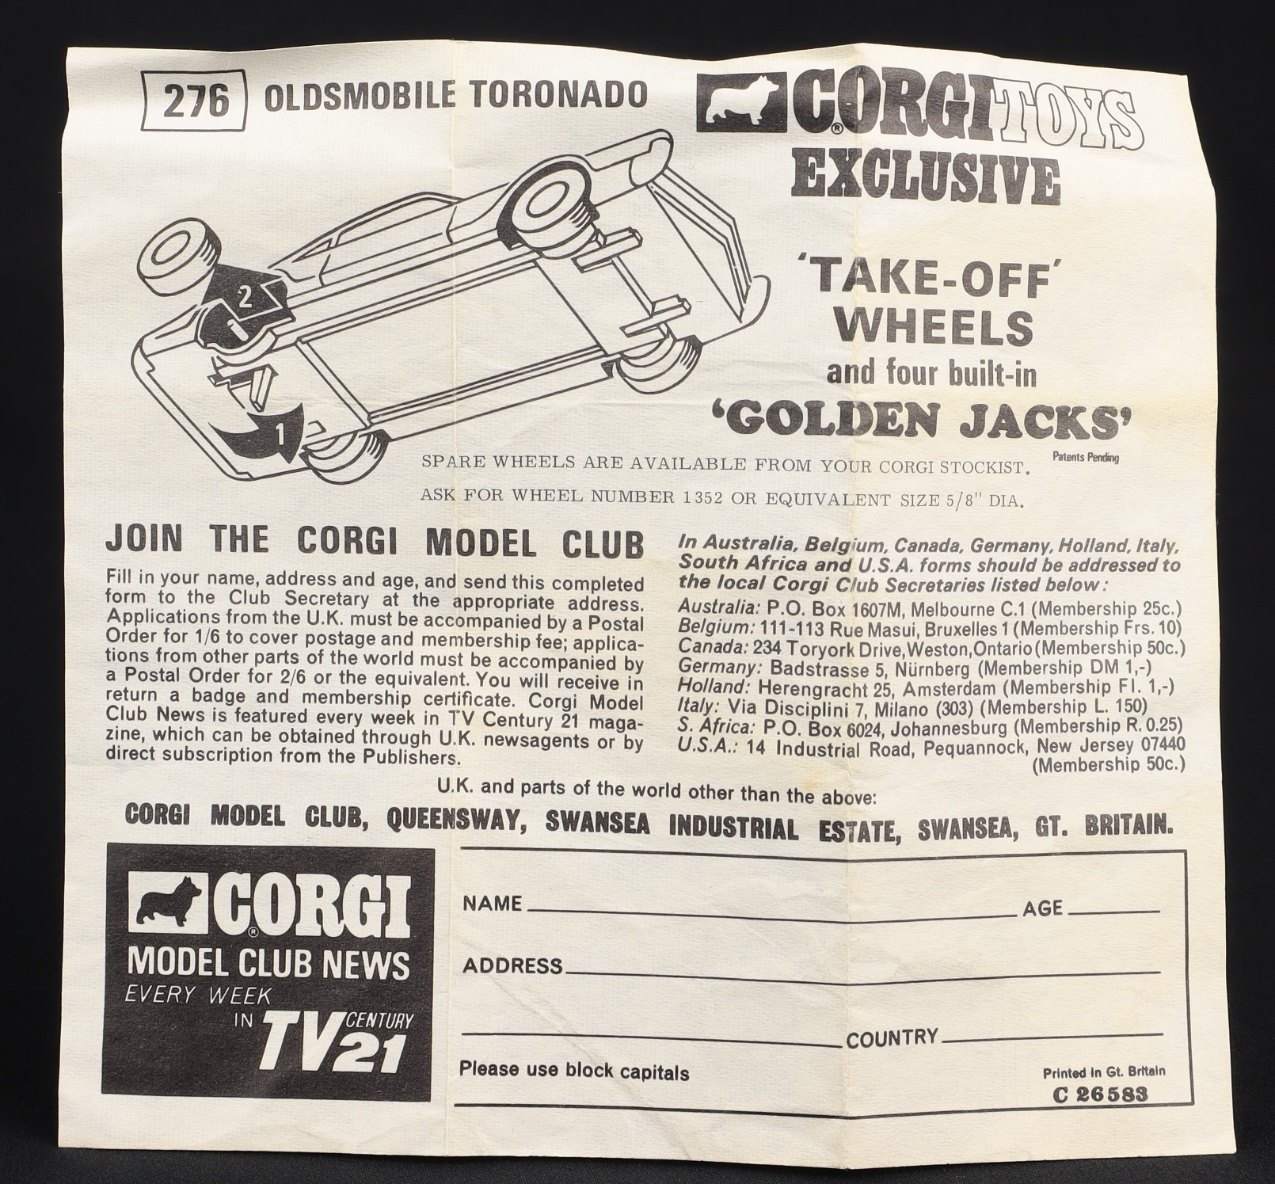 276 OLDSMOBILE TORONADO
CORGI TOYS
®
EXCLUSIVE
'TAKE-OFF'
WHEELS
and four built-in
'GOLDEN JACKS'
Patents Pending
2
1
SPARE WHEELS ARE AVAILABLE FROM YOUR CORGI STOCKIST.
ASK FOR WHEEL NUMBER 1352 OR EQUIVALENT SIZE 5/8" DIA.
JOIN THE CORGI MODEL CLUB
Fill in your name, address and age, and send this completed
form to the Club Secretary at the appropriate address.
Applications from the U.K. must be accompanied by a Postal
Order for 1/6 to cover postage and membership fee; applica-
tions from other parts of the world must be accompanied by
a Postal Order for 2/6 or the equivalent. You will receive in
return a badge and membership certificate. Corgi Model
Club News is featured every week in TV Century 21 maga-
zine, which can be obtained through U.K. newsagents or by
direct subscription from the Publishers.
In Australia, Belgium, Canada, Germany, Holland, Italy,
South Africa and U.S.A. forms should be addressed to
the local Corgi Club Secretaries listed below:
Australia: P.O. Box 1607M, Melbourne C.1 (Membership 25c.)
Belgium: 111-113 Rue Masui, Bruxelles 1 (Membership Frs. 10)
Canada: 234 Toryork Drive, Weston, Ontario (Membership 50c.)
Germany: Badstrasse 5, Nürnberg (Membership DM 1,-)
Holland: Herengracht 25, Amsterdam (Membership Fl. 1,-)
Italy: Via Disciplini 7, Milano (303) (Membership L. 150)
S. Africa: P.O. Box 6024, Johannesburg (Membership R. 0.25)
U.S.A.: 14 Industrial Road, Pequannock, New Jersey 07440
(Membership 50c.)
U.K. and parts of the world other than the above:
CORGI MODEL CLUB, QUEENSWAY, SWANSEA INDUSTRIAL ESTATE, SWANSEA, GT. BRITAIN.
CORGI
®
MODEL CLUB NEWS
EVERY WEEK
IN TV CENTURY 21
NAME AGE
ADDRESS
COUNTRY
Please use block capitals
Printed in Gt. Britain
C 26583